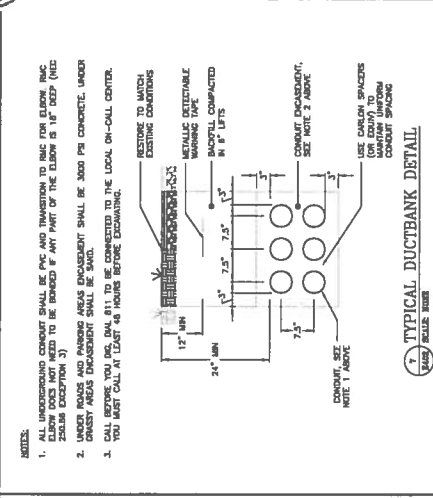 NOTES:
1. ALL UNDERGROUND CONDUIT SHALL BE PVC AND TRANSITION TO RMC FOR ELBOW. RMC
ELBOW DOES NOT NEED TO BE BONDED IF ANY PART OF THE ELBOW IS 18" DEEP (NEC
250.86 EXCEPTION 3)
2. UNDER ROADS AND PARKING AREAS ENCASEMENT SHALL BE 3000 PSI CONCRETE, UNDER
GRASSY AREAS ENCASEMENT SHALL BE SAND.
3. CALL BEFORE YOU DIG, DIAL 811 TO BE CONNECTED TO THE LOCAL ON-CALL CENTER.
YOU MUST CALL AT LEAST 48 HOURS BEFORE EXCAVATING.
RESTORE TO MATCH
EXISTING CONDITIONS
METALLIC DETECTABLE
WARNING TAPE
BACKFILL COMPACTED
IN 6" LIFTS
12" MIN
24" MIN
3"
7.5"
7.5"
3"
3"
CONDUIT ENCASEMENT,
SEE NOTE 2 ABOVE
7.5"
3"
CONDUIT, SEE
NOTE 1 ABOVE
USE CARLON SPACERS
(OR EQUIV) TO
MAINTAIN UNIFORM
CONDUIT SPACING
7 TYPICAL DUCTBANK DETAIL
E402 SCALE: NONE